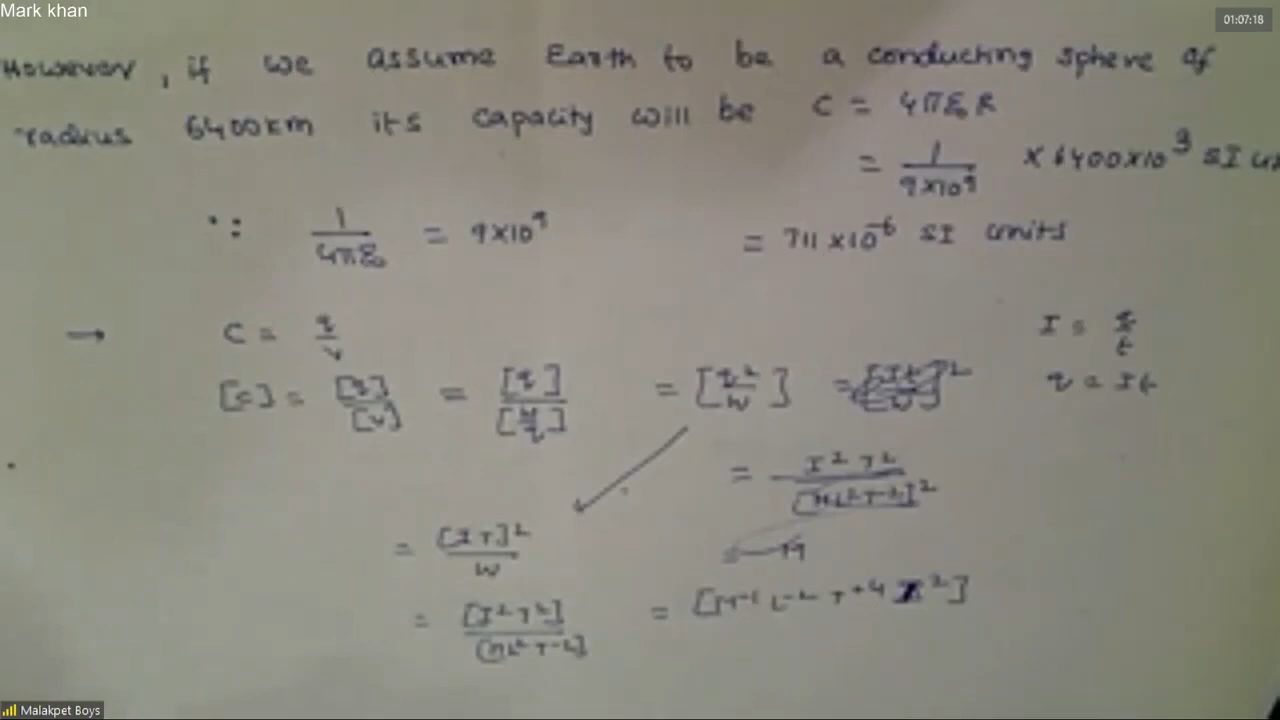 Mark khan
01:07:18
However, if we assume Earth to be a conducting sphere of
radius 6400km its capacity will be C = 4πε₀R
= 1/9×10⁹ × 6400×10³ SI
∵ 1/4πε₀ = 9×10⁹ = 711×10⁻⁶ SI units
→ C = q/v I = q/t
[c] = [q]/[v] = [q]/[W/q] = [q²/W] q = It
= I²T²/[ML²T⁻²]²
= [IT]²/W
= [I²T²]/[ML²T⁻²] = [M⁻¹L⁻²T⁺⁴I²]
Malakpet Boys